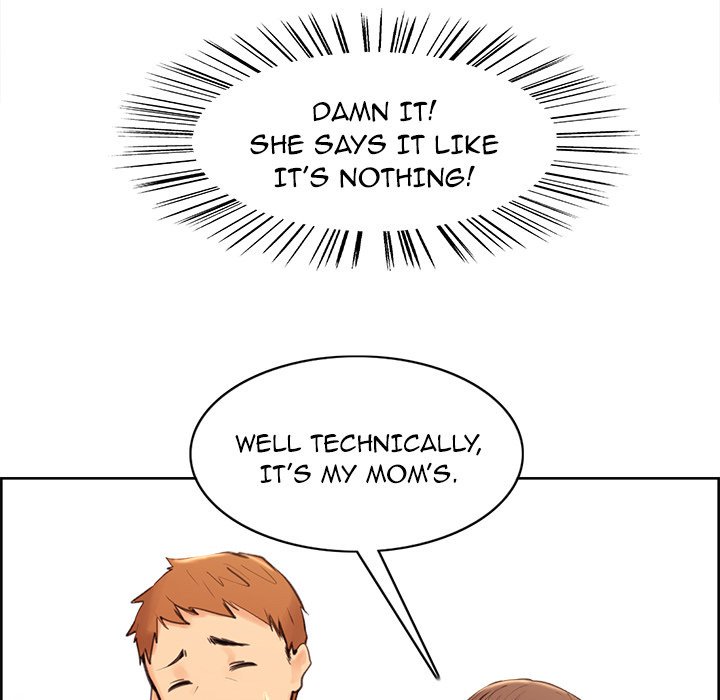 DAMN IT!
SHE SAYS IT LIKE
IT'S NOTHING!
WELL TECHNICALLY,
IT'S MY MOM'S.